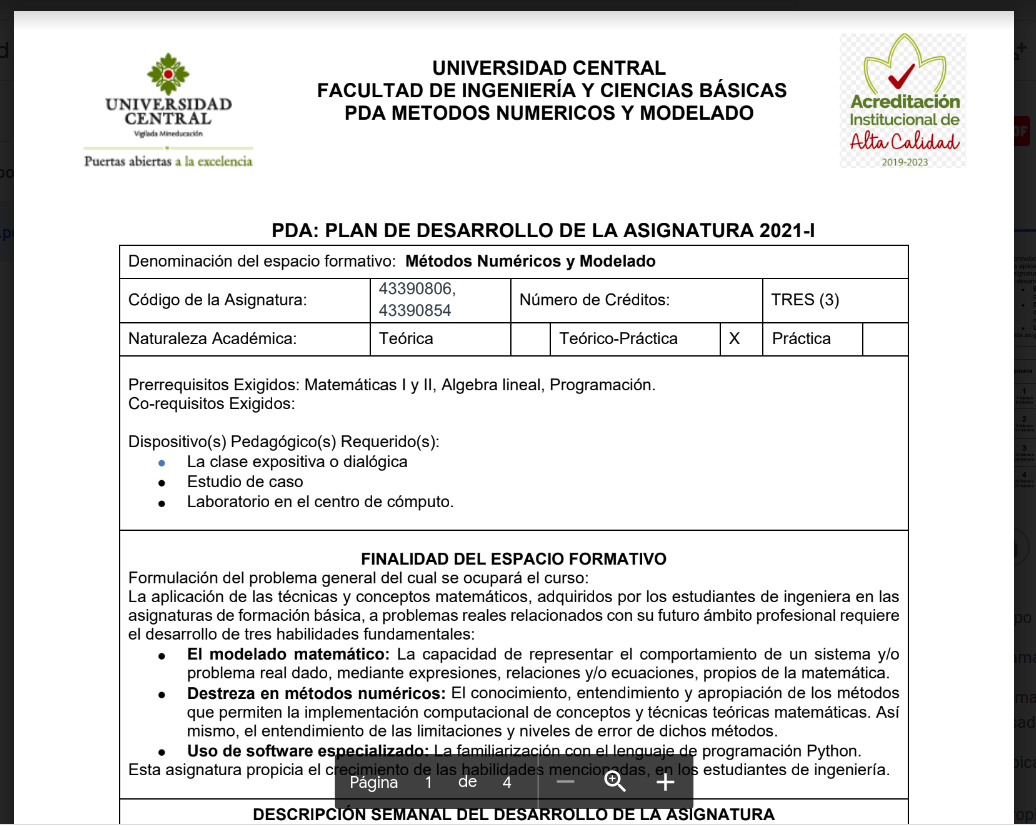 UNIVERSIDAD CENTRAL
FACULTAD DE INGENIERÍA Y CIENCIAS BÁSICAS
PDA METODOS NUMERICOS Y MODELADO
UNIVERSIDAD
CENTRAL
Vigilada Mineducación
Puertas abiertas a la excelencia
Acreditación
Institucional de
Alta Calidad
2019-2023
PDA: PLAN DE DESARROLLO DE LA ASIGNATURA 2021-I
Denominación del espacio formativo: Métodos Numéricos y Modelado
Código de la Asignatura: 43390806, 43390854 Número de Créditos: TRES (3)
Naturaleza Académica: Teórica Teórico-Práctica X Práctica
Prerrequisitos Exigidos: Matemáticas I y II, Algebra lineal, Programación.
Co-requisitos Exigidos:
Dispositivo(s) Pedagógico(s) Requerido(s):
● La clase expositiva o dialógica
● Estudio de caso
● Laboratorio en el centro de cómputo.
FINALIDAD DEL ESPACIO FORMATIVO
Formulación del problema general del cual se ocupará el curso:
La aplicación de las técnicas y conceptos matemáticos, adquiridos por los estudiantes de ingeniera en las
asignaturas de formación básica, a problemas reales relacionados con su futuro ámbito profesional requiere
el desarrollo de tres habilidades fundamentales:
● El modelado matemático: La capacidad de representar el comportamiento de un sistema y/o
problema real dado, mediante expresiones, relaciones y/o ecuaciones, propios de la matemática.
● Destreza en métodos numéricos: El conocimiento, entendimiento y apropiación de los métodos
que permiten la implementación computacional de conceptos y técnicas teóricas matemáticas. Así
mismo, el entendimiento de las limitaciones y niveles de error de dichos métodos.
● Uso de software especializado: La familiarización con el lenguaje de programación Python.
Esta asignatura propicia el crecimiento de las habilidades mencionadas, en los estudiantes de ingeniería.
Página 1 de 4
DESCRIPCIÓN SEMANAL DEL DESARROLLO DE LA ASIGNATURA